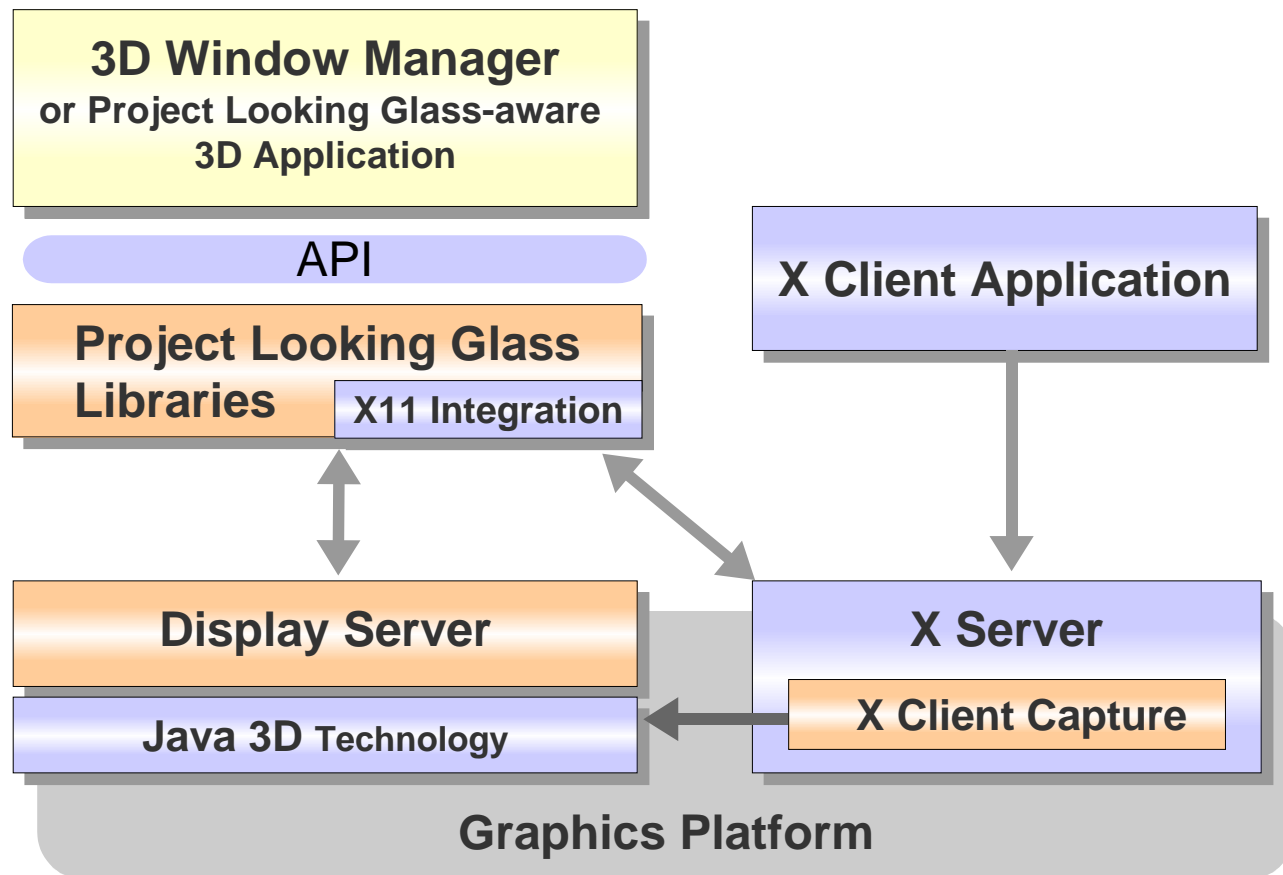 3D Window Manager
or Project Looking Glass-aware
3D Application
API
Project Looking Glass
Libraries
X11 Integration
X Client Application
Display Server
Java 3D Technology
X Server
X Client Capture
Graphics Platform